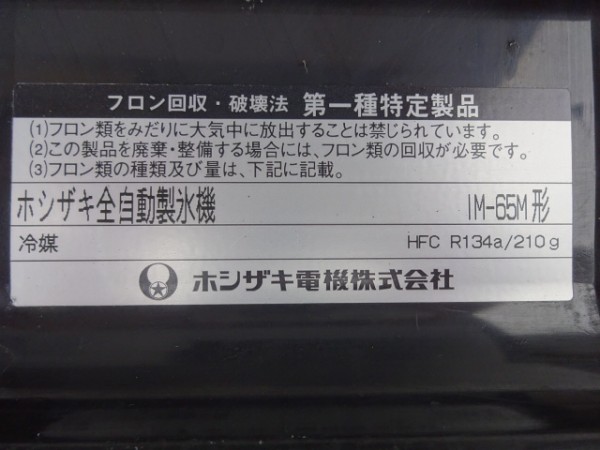 フロン回収・破壊法 第一種特定製品
(1)フロン類をみだりに大気中に放出することは禁じられています。
(2)この製品を廃棄・整備する場合には、フロン類の回収が必要です。
(3)フロン類の種類及び量は、下記に記載。
ホシザキ全自動製氷機 IM-65M形
冷媒 HFC R134a/210g
ホシザキ電機株式会社